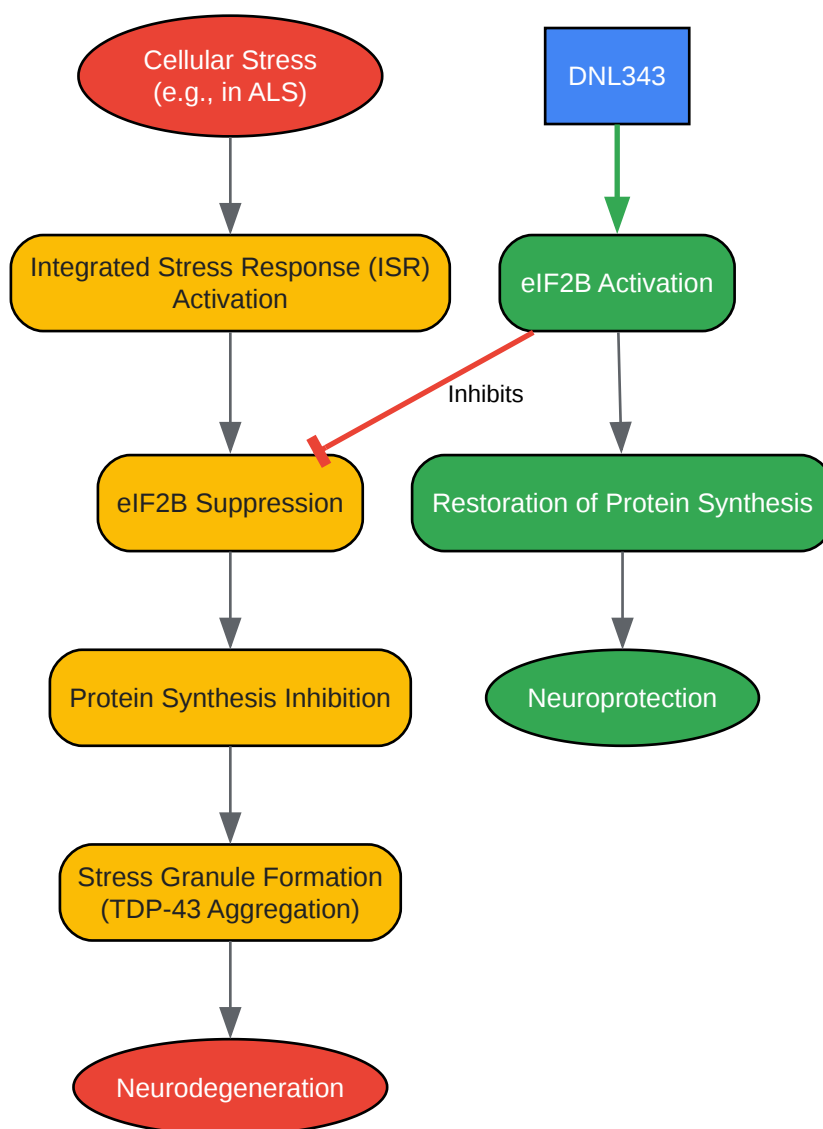 Cellular Stress
(e.g., in ALS)
DNL343
Integrated Stress Response (ISR)
Activation
eIF2B Activation
Inhibits
eIF2B Suppression
Restoration of Protein Synthesis
Protein Synthesis Inhibition
Neuroprotection
Stress Granule Formation
(TDP-43 Aggregation)
Neurodegeneration